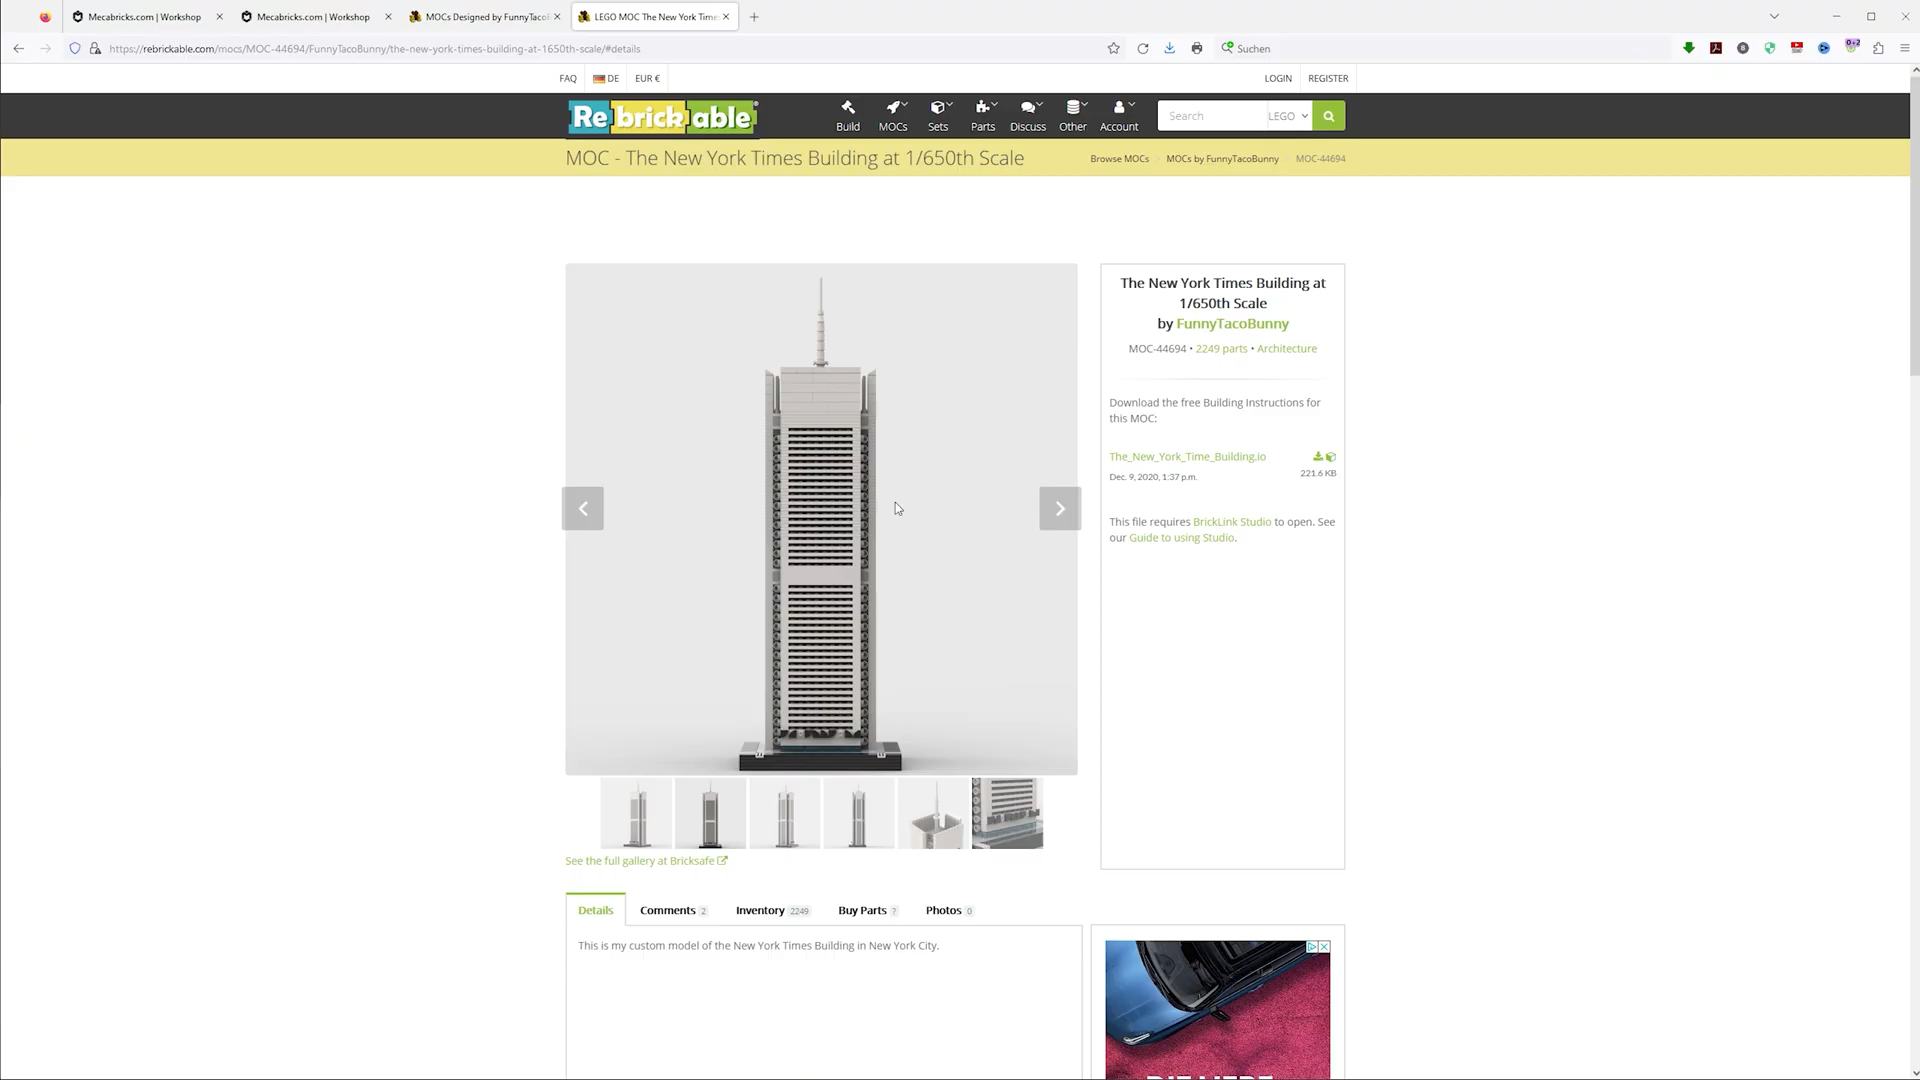 Mecabricks.com | Workshop
Mecabricks.com | Workshop
MOCs Designed by FunnyTacoB
LEGO MOC The New York Time
https://rebrickable.com/mocs/MOC-44694/FunnyTacoBunny/the-new-york-times-building-at-1650th-scale/#details
Suchen
FAQ
DE
EUR €
LOGIN
REGISTER
Rebrickable
Build
MOCs
Sets
Parts
Discuss
Other
Account
Search
LEGO
MOC - The New York Times Building at 1/650th Scale
Browse MOCs
MOCs by FunnyTacoBunny
MOC-44694
The New York Times Building at
1/650th Scale
by FunnyTacoBunny
MOC-44694 • 2249 parts • Architecture
Download the free Building Instructions for
this MOC:
The_New_York_Time_Building.io
221.6 KB
Dec. 9, 2020, 1:37 p.m.
This file requires BrickLink Studio to open. See
our Guide to using Studio.
See the full gallery at Bricksafe
Details
Comments 2
Inventory 2249
Buy Parts ?
Photos 0
This is my custom model of the New York Times Building in New York City.